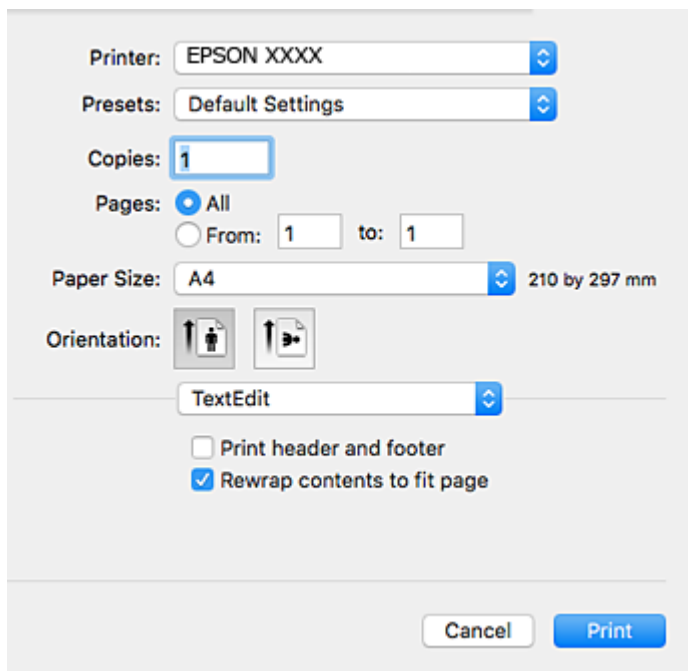 Printer: EPSON XXXX
Presets: Default Settings
Copies: 1
Pages: All
From: 1 to: 1
Paper Size: A4 210 by 297 mm
Orientation:
TextEdit
Print header and footer
Rewrap contents to fit page
Cancel Print